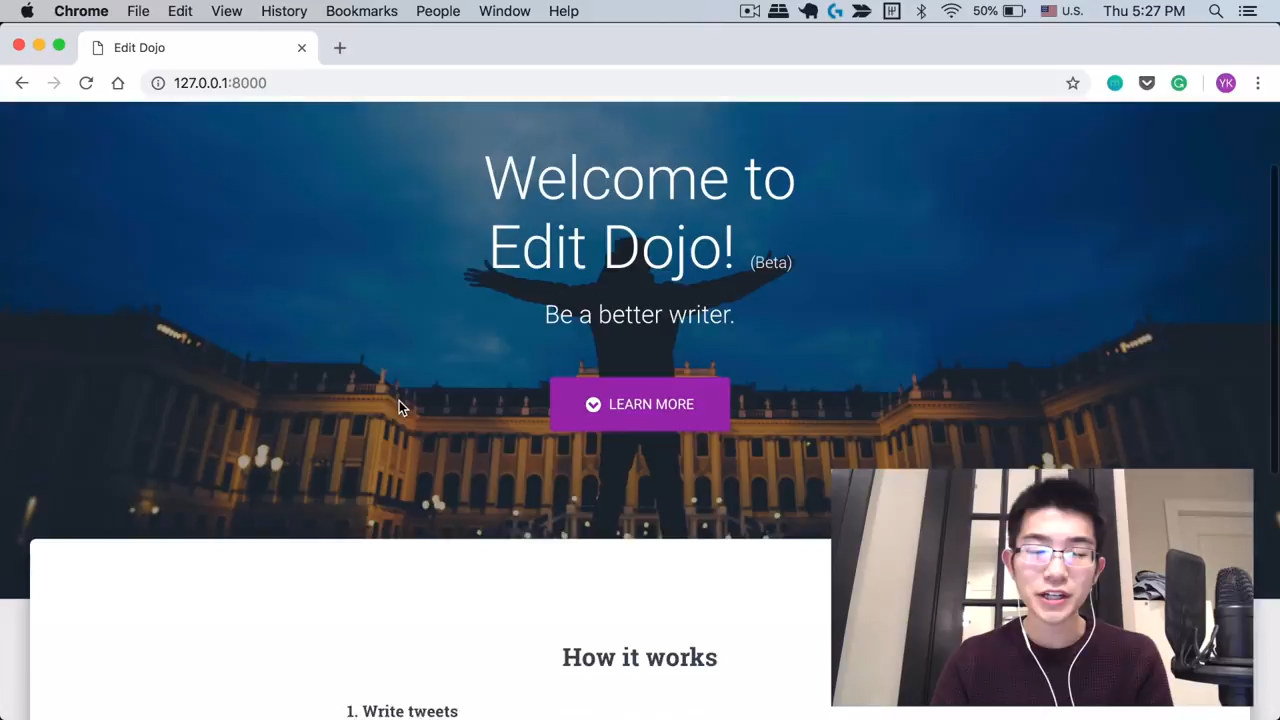 Chrome File Edit View History Bookmarks People Window Help 50% U.S. Thu 5:27 PM
Edit Dojo
127.0.0.1:8000 YK
Welcome to
Edit Dojo! (Beta)
Be a better writer.
LEARN MORE
How it works
1. Write tweets